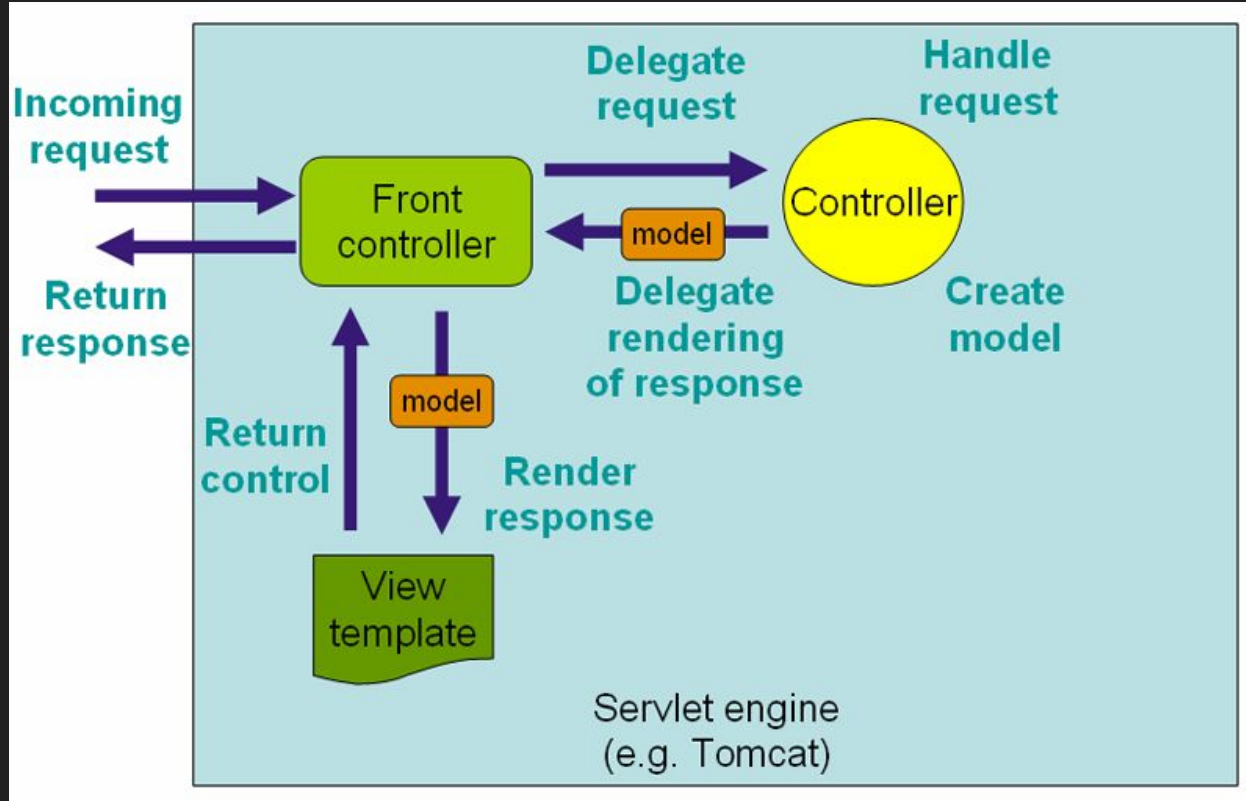 Incoming
request
Delegate
request
Handle
request
Front
controller
Controller
model
Return
response
Delegate
rendering
of response
Create
model
model
Return
control
Render
response
View
template
Servlet engine
(e.g. Tomcat)